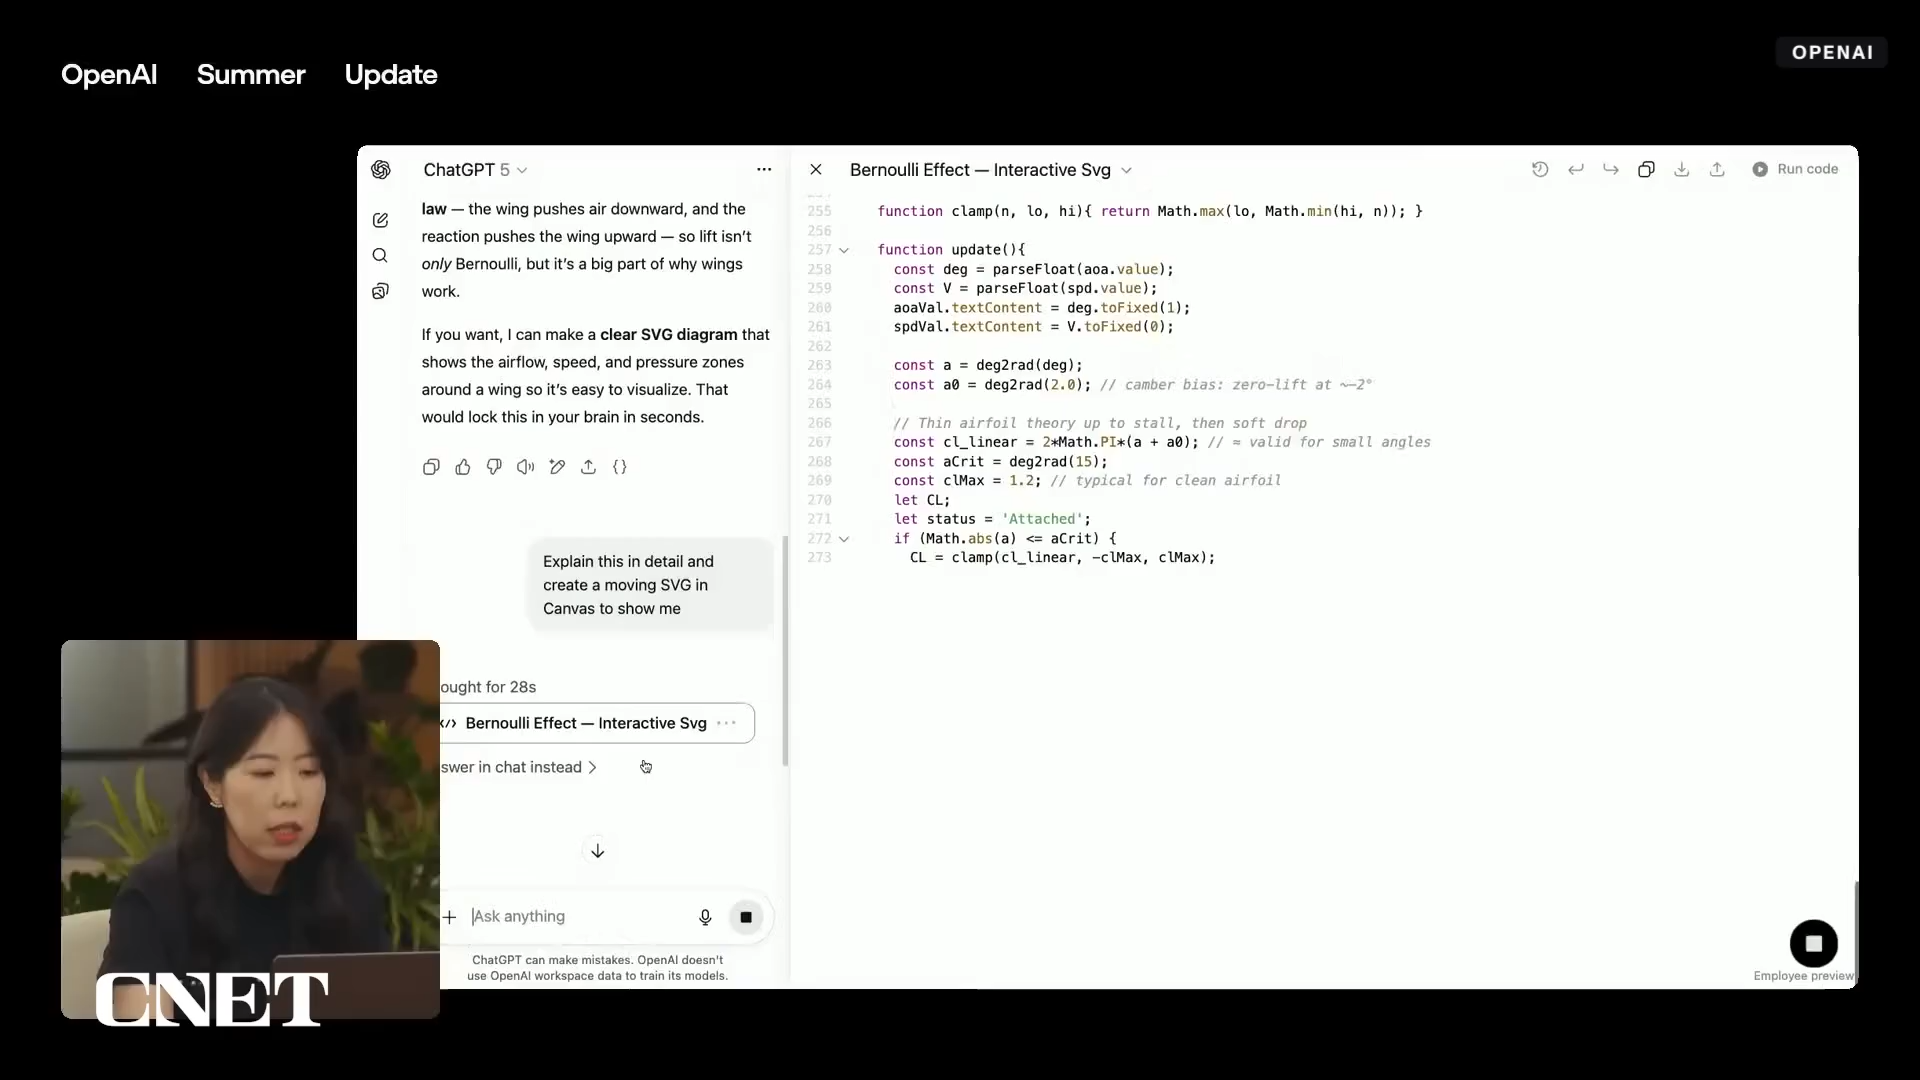 OpenAI Summer Update
OPENAI
ChatGPT 5
law — the wing pushes air downward, and the
reaction pushes the wing upward — so lift isn’t
only Bernoulli, but it’s a big part of why wings
work.
If you want, I can make a clear SVG diagram that
shows the airflow, speed, and pressure zones
around a wing so it’s easy to visualize. That
would lock this in your brain in seconds.
Explain this in detail and
create a moving SVG in
Canvas to show me
ought for 28s
Bernoulli Effect — Interactive Svg
swer in chat instead
Ask anything
ChatGPT can make mistakes. OpenAI doesn't
use OpenAI workspace data to train its models.
Bernoulli Effect — Interactive Svg
Run code
255 function clamp(n, lo, hi){ return Math.max(lo, Math.min(hi, n)); }
256
257 function update(){
258 const deg = parseFloat(aoa.value);
259 const V = parseFloat(spd.value);
260 aoaVal.textContent = deg.toFixed(1);
261 spdVal.textContent = V.toFixed(0);
262
263 const a = deg2rad(deg);
264 const a0 = deg2rad(2.0); // camber bias: zero-lift at ~−2°
265
266 // Thin airfoil theory up to stall, then soft drop
267 const cl_linear = 2*Math.PI*(a + a0); // ≈ valid for small angles
268 const aCrit = deg2rad(15);
269 const clMax = 1.2; // typical for clean airfoil
270 let CL;
271 let status = 'Attached';
272 if (Math.abs(a) <= aCrit) {
273 CL = clamp(cl_linear, -clMax, clMax);
Employee preview
CNET